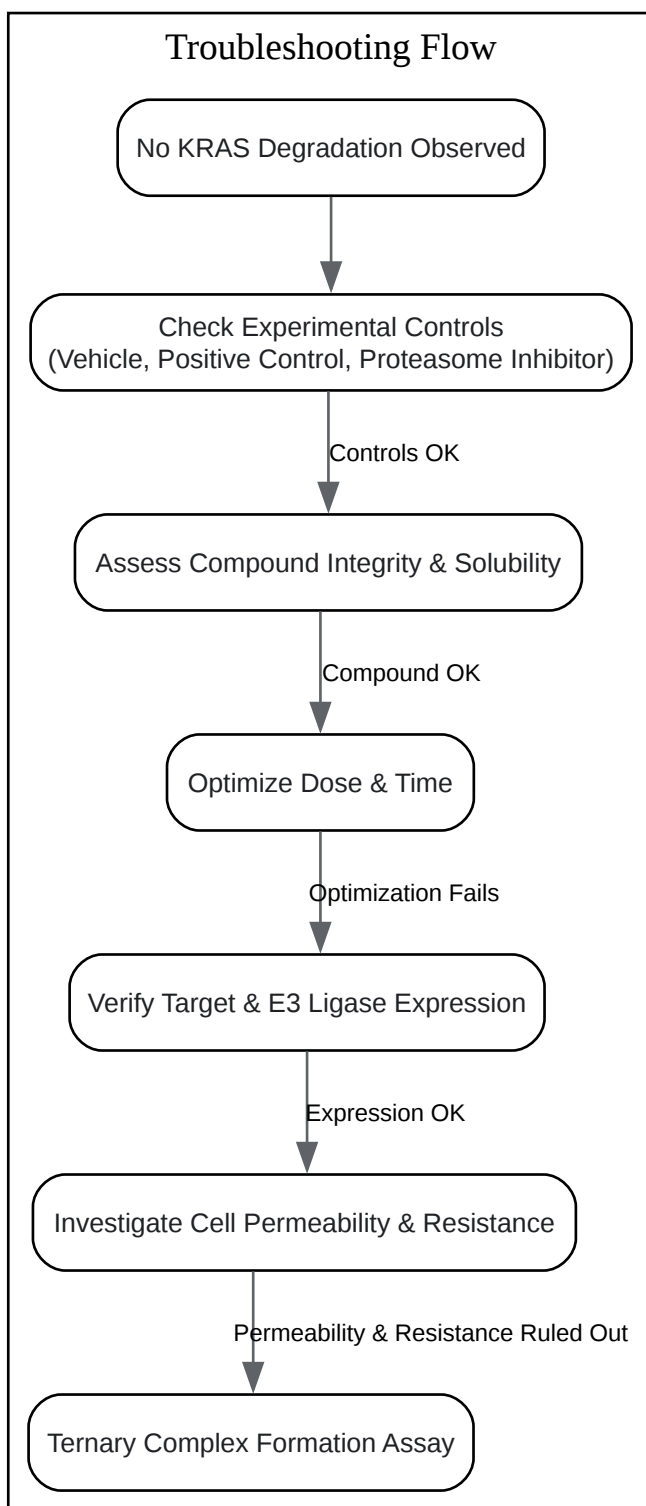 Troubleshooting Flow
No KRAS Degradation Observed
Check Experimental Controls
(Vehicle, Positive Control, Proteasome Inhibitor)
Controls OK
Assess Compound Integrity & Solubility
Compound OK
Optimize Dose & Time
Optimization Fails
Verify Target & E3 Ligase Expression
Expression OK
Investigate Cell Permeability & Resistance
Permeability & Resistance Ruled Out
Ternary Complex Formation Assay